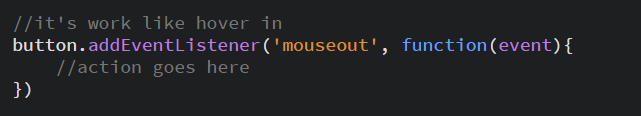 //it's work like hover in
button.addEventListener('mouseout', function(event){
    //action goes here
})